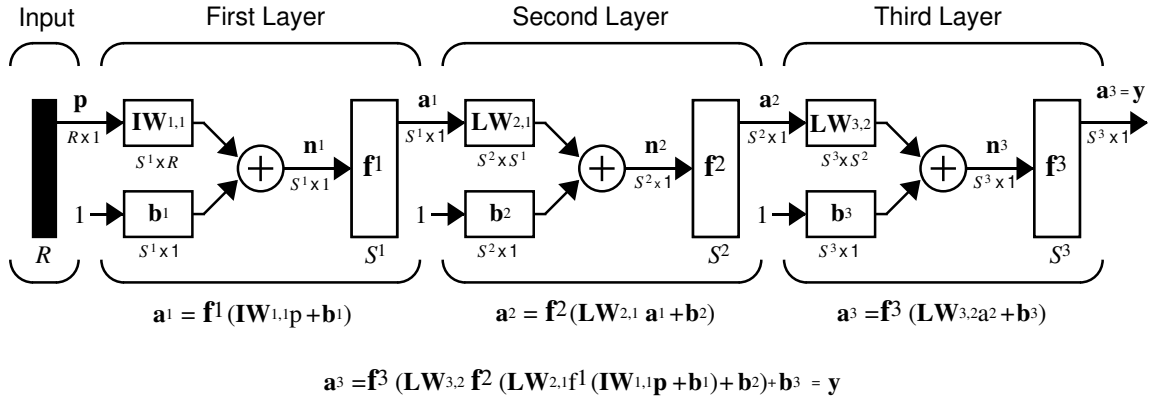 Input First Layer Second Layer Third Layer
p a1 a2 a3 = y
IW1,1 LW2,1 LW3,2
R x 1 S1 x 1 S2 x 1 S3 x 1
S1 x R n1 S2 x S1 n2 S3 x S2 n3
f1 f2 f3
S1 x 1 S2 x 1 S3 x 1
1 b1 1 b2 1 b3
R S1 x 1 S1 S2 x 1 S2 S3 x 1 S3
a1 = f1 (IW1,1p +b1) a2 = f2 (LW2,1 a1+b2) a3 =f3 (LW3,2a2+b3)
a3 =f3 (LW3,2 f2 (LW2,1f1 (IW1,1p +b1)+ b2)+b3 = y